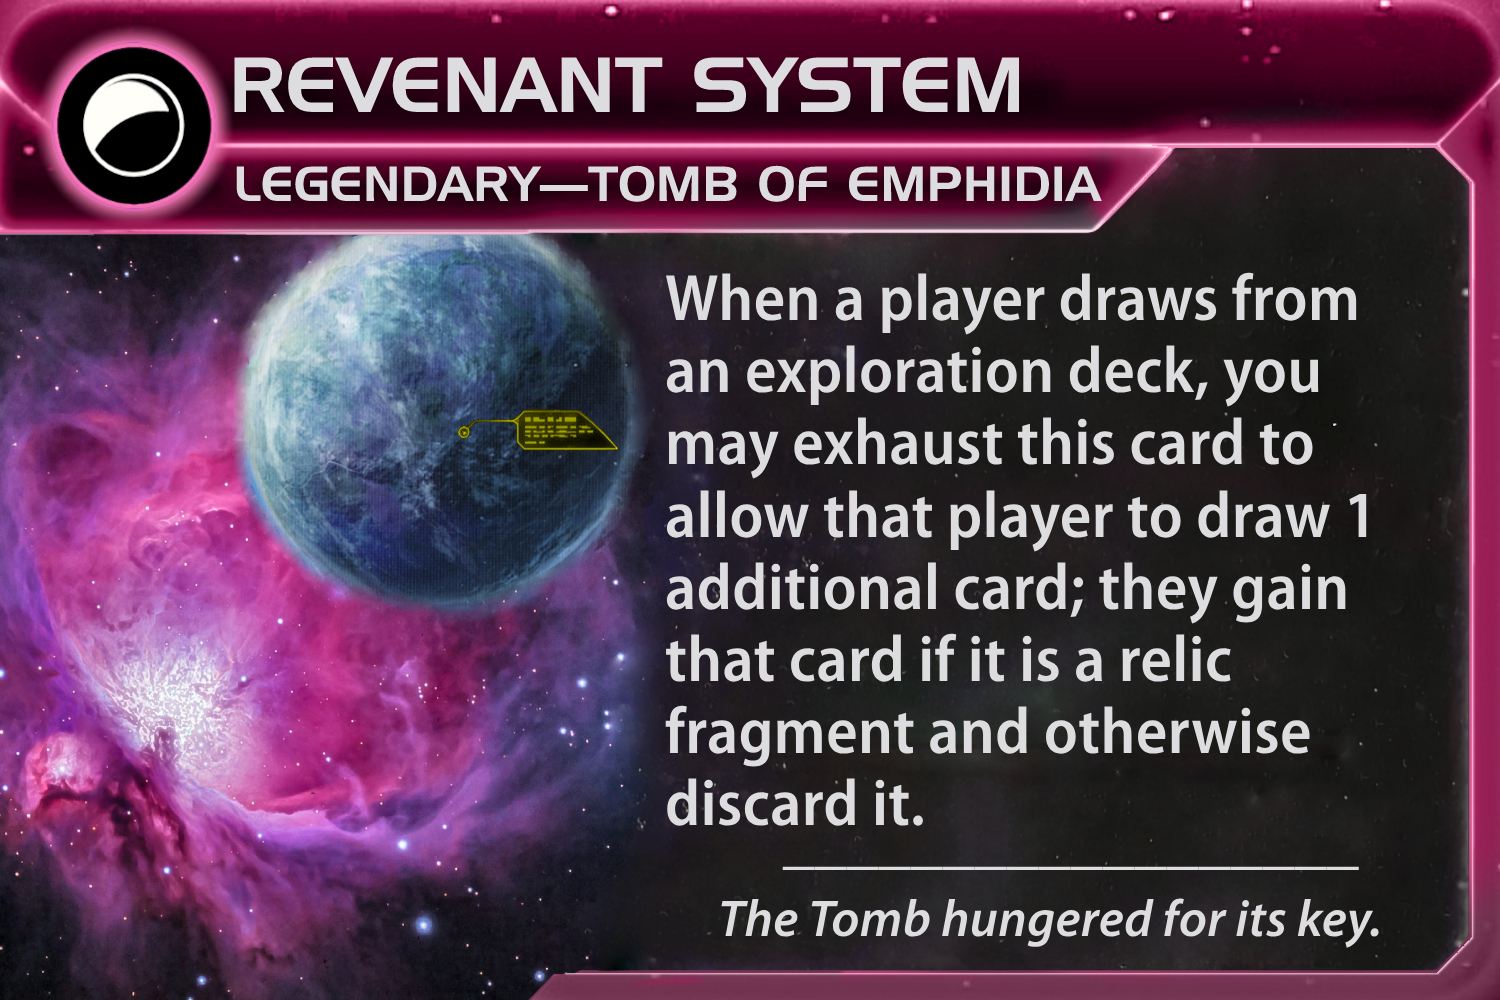 REVENANT SYSTEM
LEGENDARY—TOMB OF EMPHIDIA
When a player draws from
an exploration deck, you
may exhaust this card to
allow that player to draw 1
additional card; they gain
that card if it is a relic
fragment and otherwise
discard it.
The Tomb hungered for its key.